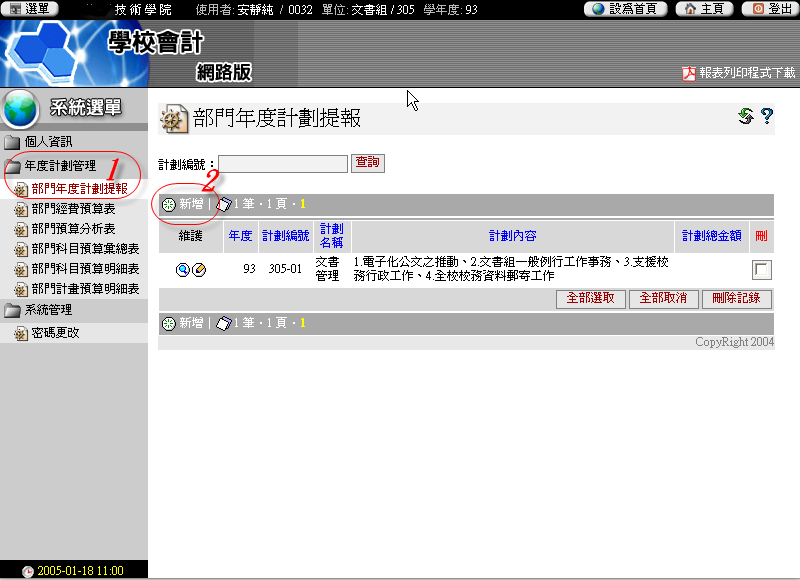 選單 技術學院 使用者: 安靜純 / 0032 單位: 文書組 / 305 學年度: 93 設為首頁 主頁 登出
學校會計
網路版
報表列印程式下載
系統選單
個人資訊
年度計劃管理
部門年度計劃提報
部門經費預算表
部門預算分析表
部門科目預算彙總表
部門科目預算明細表
部門計畫預算明細表
系統管理
密碼更改
2005-01-18 11:00
1
部門年度計劃提報 ?
計劃編號： 查詢
2
新增 | 1 筆 · 1 頁 · 1
維護 年度 計劃編號 計劃名稱 計劃內容 計劃總金額 刪
93 305-01 文書管理 1.電子化公文之推動、2.文書組一般例行工作事務、3.支援校
務行政工作、4.全校校務資料郵寄工作
全部選取 全部取消 刪除記錄
新增 | 1 筆 · 1 頁 · 1
CopyRight 2004